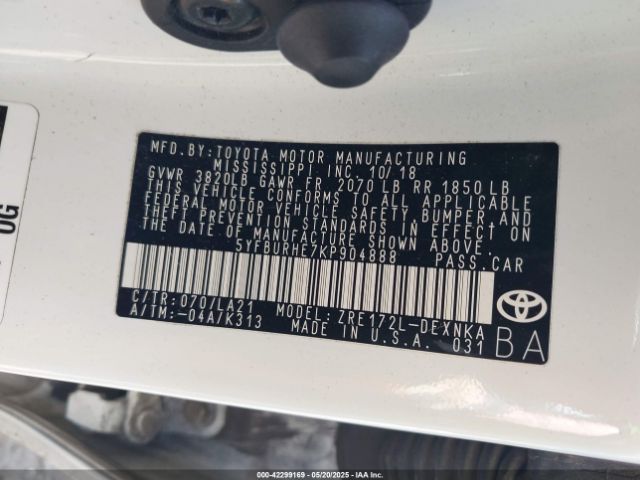 MFD.BY:TOYOTA MOTOR MANUFACTURING
MISSISSIPPI,INC. 10/18
GVWR 3820LB GAWR FR 2070 LB RR 1850 LB
THIS VEHICLE CONFORMS TO ALL APPLICABLE
FEDERAL MOTOR VEHICLE SAFETY, BUMPER, AND
THEFT PREVENTION STANDARDS IN EFFECT ON
THE DATE OF MANUFACTURE SHOWN ABOVE.
5YFBURHE7KP904888 PASS.CAR
C/TR:070/LA21 MODEL:ZRE172L-DEXNKA
A/TM:-04A/K313 MADE IN U.S.A. 031
BA
OG
000-42299169 - 05/20/2025 - IAA Inc. Copyright